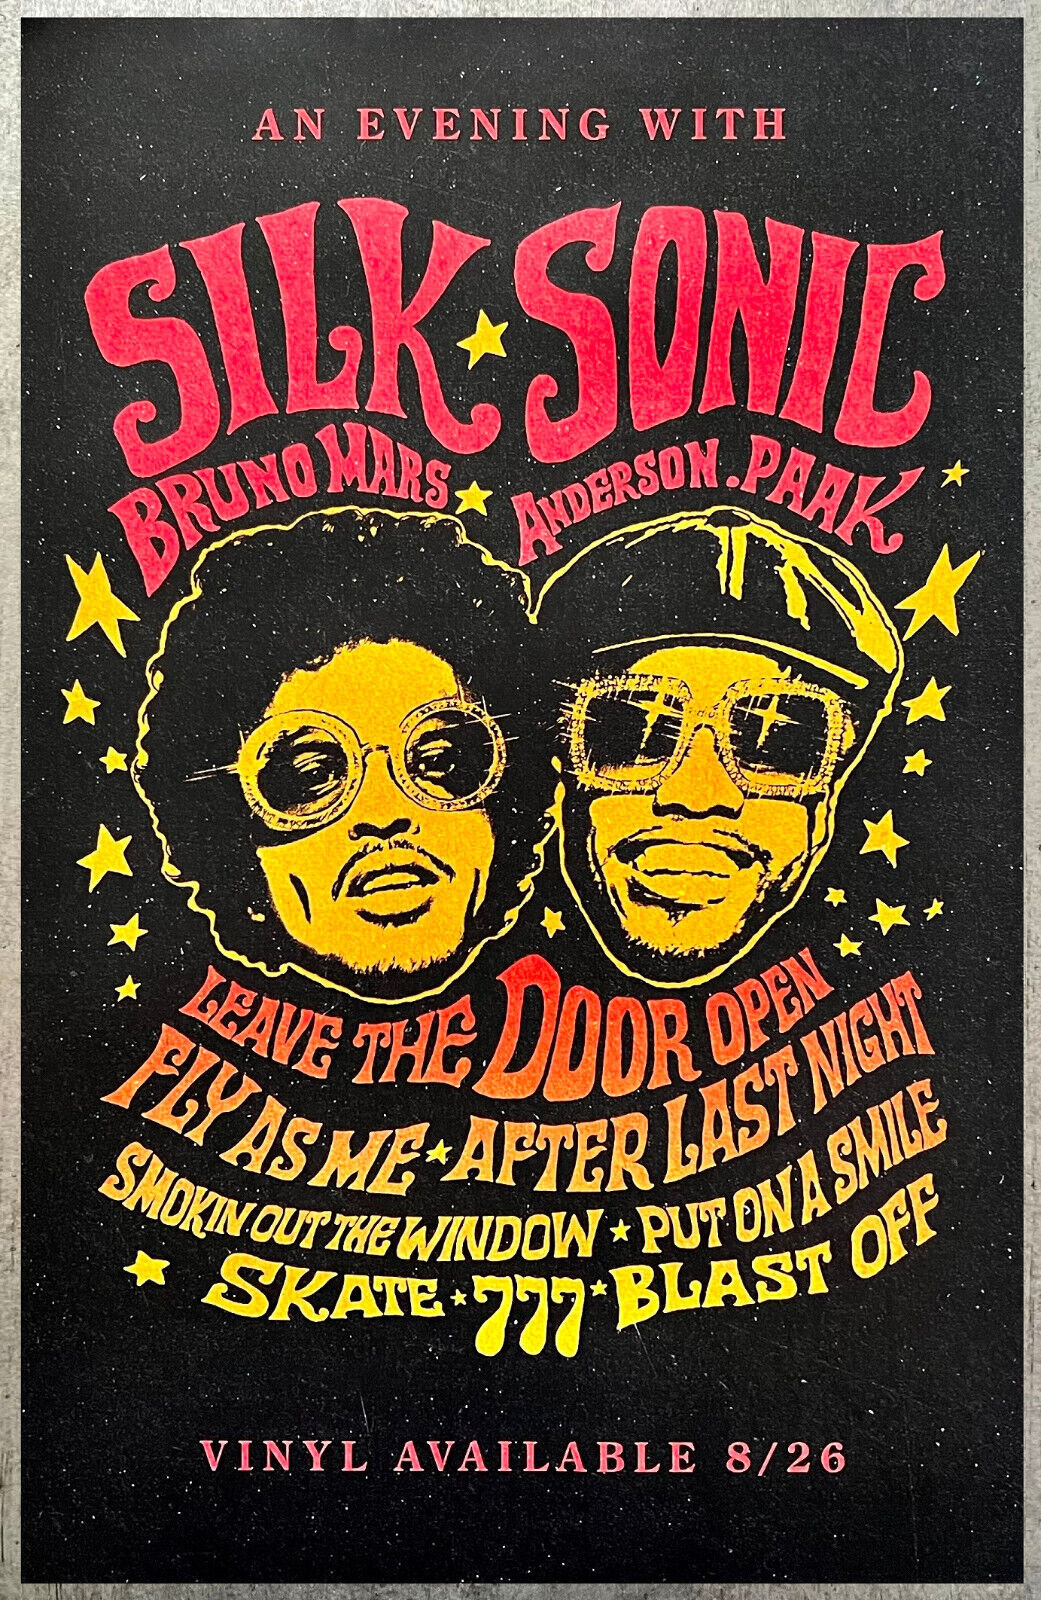 AN EVENING WITH
SILK SONIC
BRUNO MARS ANDERSON .PAAK
LEAVE THE DOOR OPEN
FLY AS ME AFTER LAST NIGHT
SMOKIN OUT THE WINDOW PUT ON A SMILE
SKATE 777 BLAST OFF
VINYL AVAILABLE 8/26